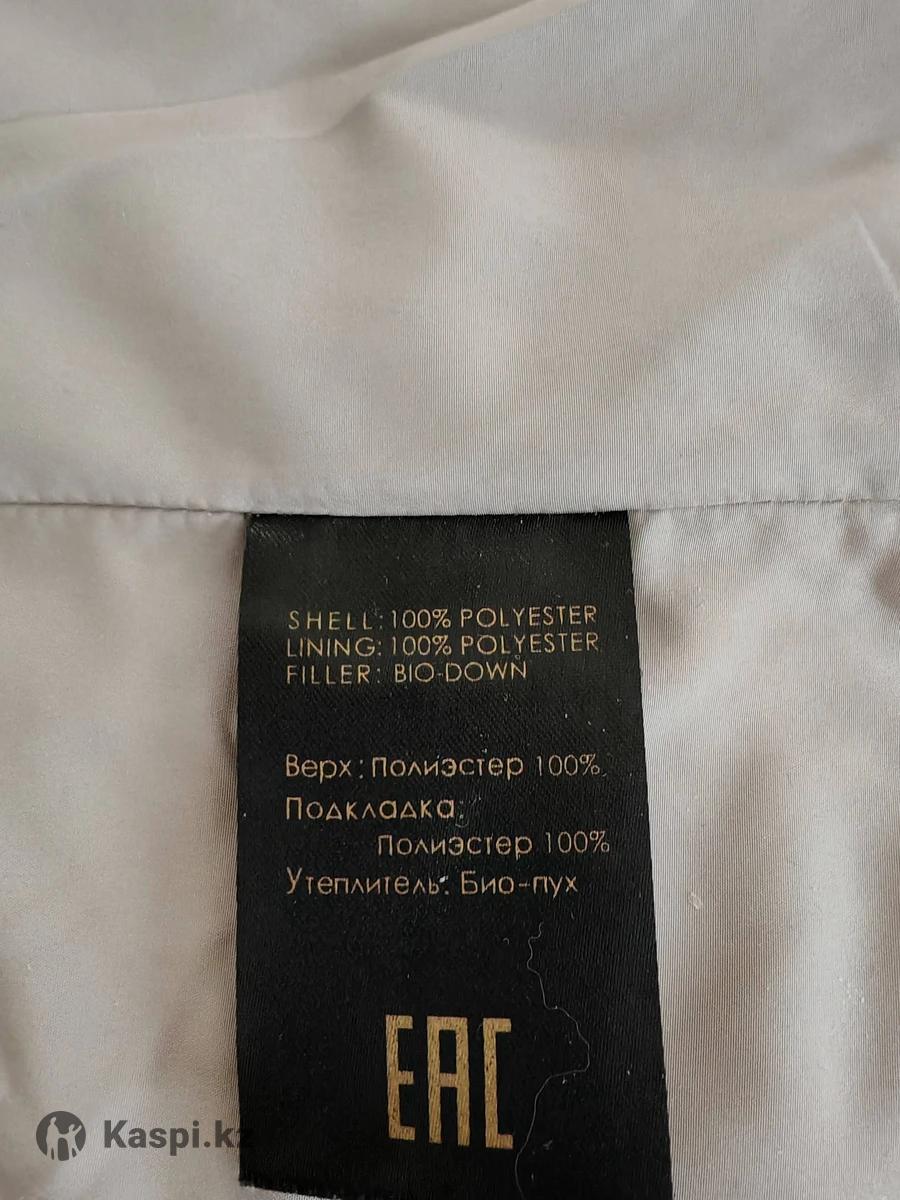 SHELL: 100% POLYESTER
LINING: 100% POLYESTER
FILLER: BIO-DOWN
Верх: Полиэстер 100%
Подкладка:
Полиэстер 100%
Утеплитель: Био-пух
EAC
Kaspi.kz